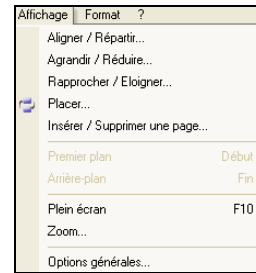 Affichage Format ?
Aligner / Répartir...
Agrandir / Réduire...
Rapprocher / Eloigner...
Placer...
Insérer / Supprimer une page...
Premier plan Début
Arrière-plan Fin
Plein écran F10
Zoom...
Options générales...